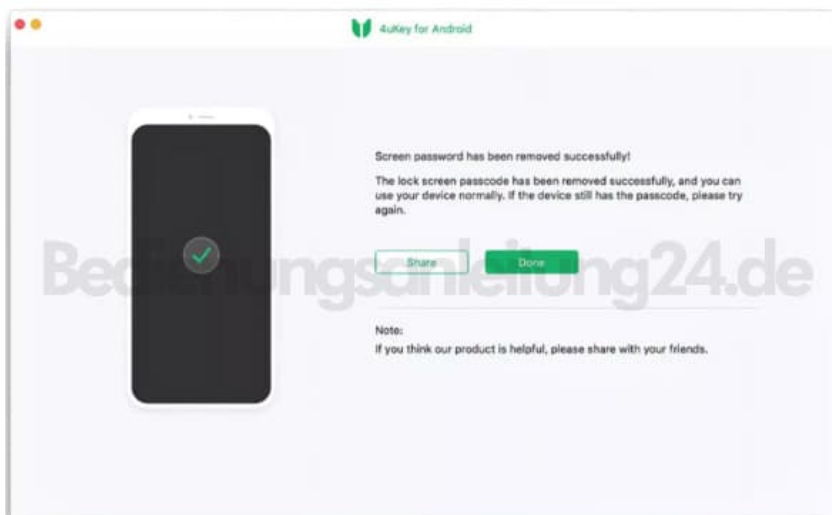 4uKey for Android
Screen password has been removed successfully!
The lock screen passcode has been removed successfully, and you can
use your device normally. If the device still has the passcode, please try
again.
Share
Done
Bedienungsanleitung24.de
Note:
If you think our product is helpful, please share with your friends.